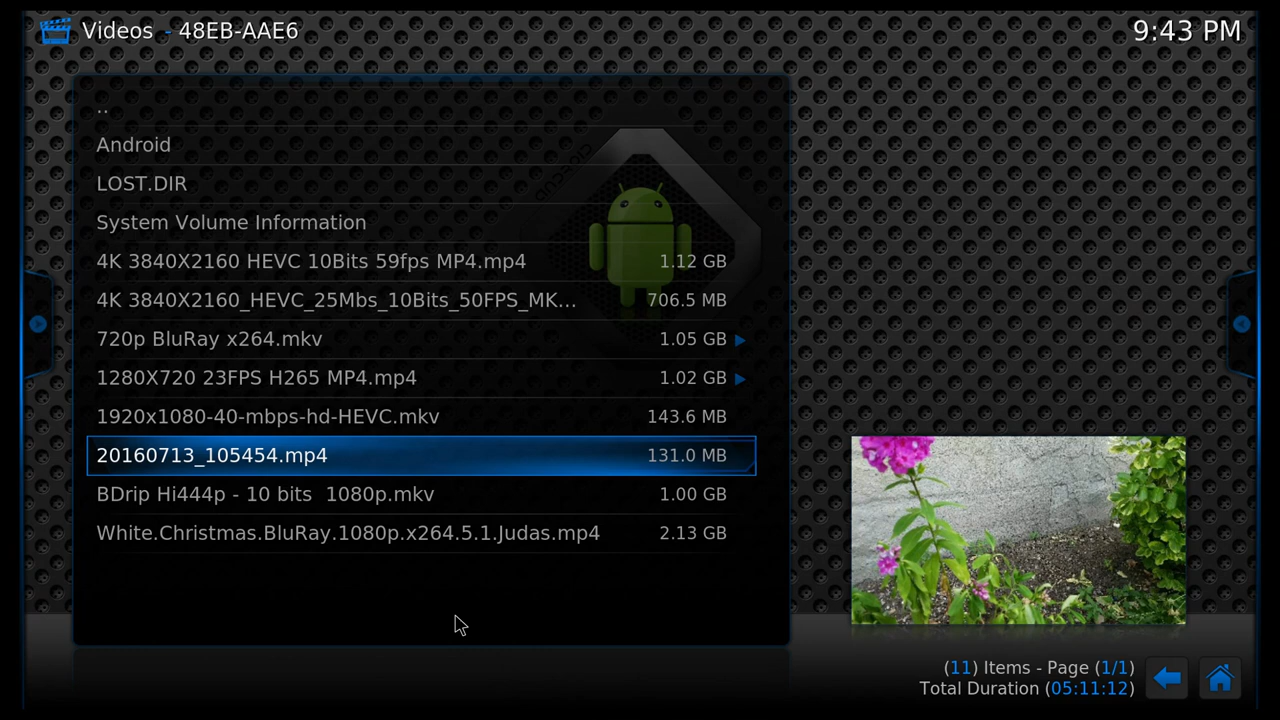 Videos - 48EB-AAE6
9:43 PM
..
Android
LOST.DIR
System Volume Information
4K 3840X2160 HEVC 10Bits 59fps MP4.mp4 1.12 GB
4K 3840X2160_HEVC_25Mbs_10Bits_50FPS_MK... 706.5 MB
720p BluRay x264.mkv 1.05 GB
1280X720 23FPS H265 MP4.mp4 1.02 GB
1920x1080-40-mbps-hd-HEVC.mkv 143.6 MB
20160713_105454.mp4 131.0 MB
BDrip Hi444p - 10 bits  1080p.mkv 1.00 GB
White.Christmas.BluRay.1080p.x264.5.1.Judas.mp4 2.13 GB
(11) Items - Page (1/1)
Total Duration (05:11:12)